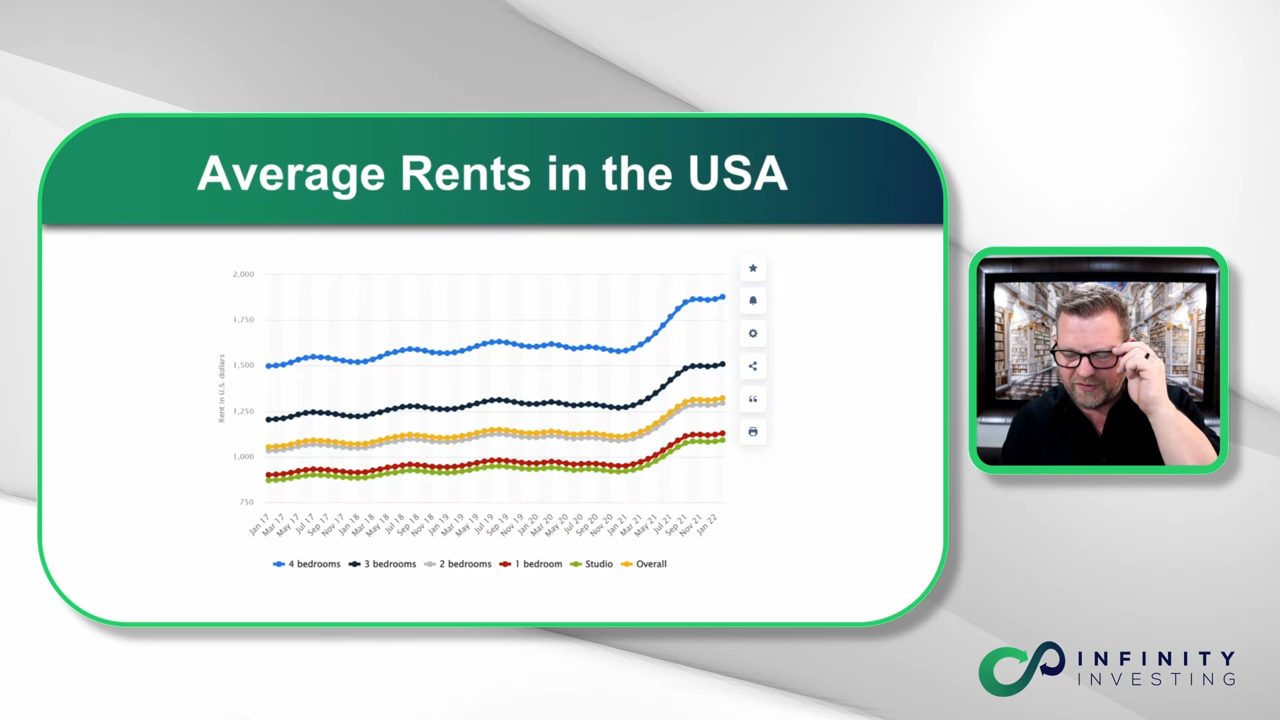 Average Rents in the USA
2,000
1,750
1,500
1,250
1,000
750
Rent in U.S. dollars
Jan 17
Mar 17
May 17
Jul 17
Sep 17
Nov 17
Jan 18
Mar 18
May 18
Jul 18
Sep 18
Nov 18
Jan 19
Mar 19
May 19
Jul 19
Sep 19
Nov 19
Jan 20
Mar 20
May 20
Jul 20
Sep 20
Nov 20
Jan 21
Mar 21
May 21
Jul 21
Sep 21
Nov 21
Jan 22
4 bedrooms 3 bedrooms 2 bedrooms 1 bedroom Studio Overall
INFINITY
INVESTING